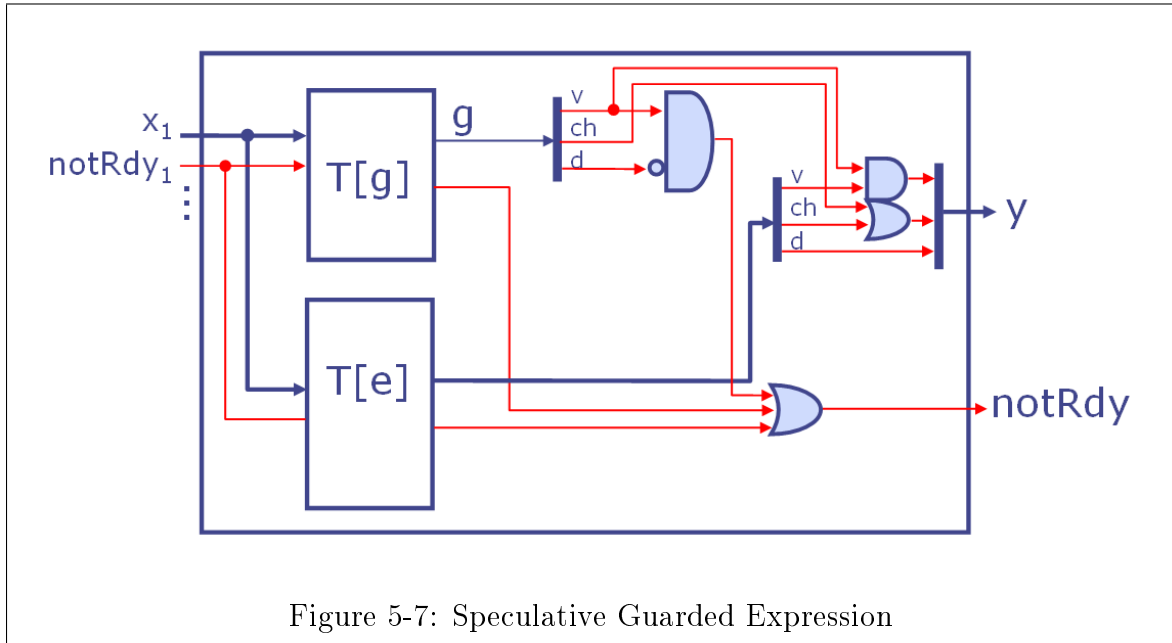 x1
notRdy1
⋮
T[g]
g
v
ch
d
v
ch
d
y
T[e]
notRdy
Figure 5-7: Speculative Guarded Expression